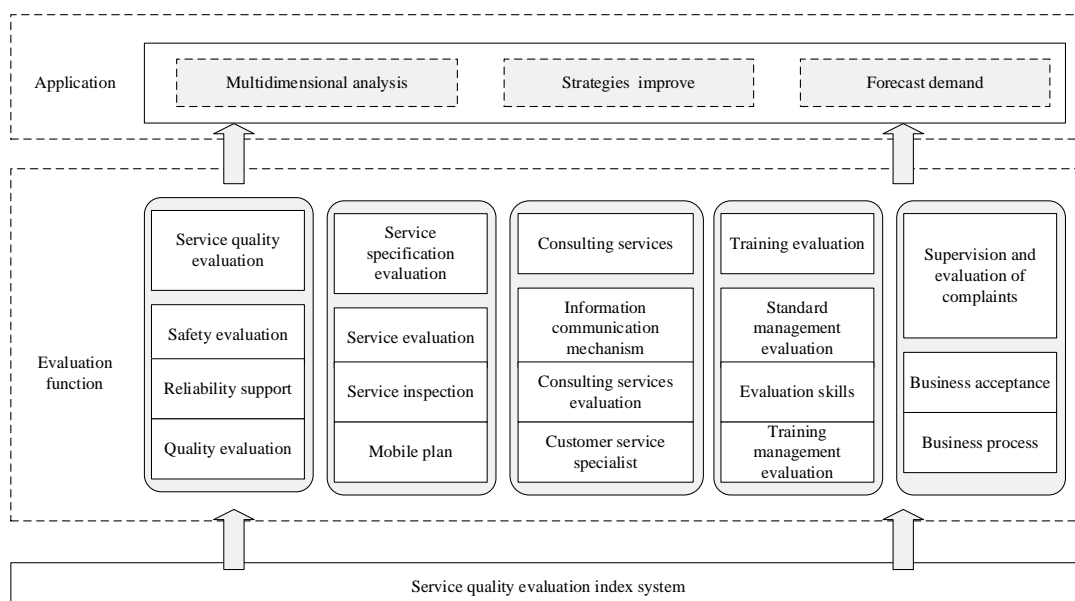 Application
Multidimensional analysis
Strategies improve
Forecast demand
Evaluation
function
Service quality
evaluation
Safety evaluation
Reliability support
Quality evaluation
Service
specification
evaluation
Service evaluation
Service inspection
Mobile plan
Consulting services
Information
communication
mechanism
Consulting services
evaluation
Customer service
specialist
Training evaluation
Standard
management
evaluation
Evaluation skills
Training
management
evaluation
Supervision and
evaluation of
complaints
Business acceptance
Business process
Service quality evaluation index system